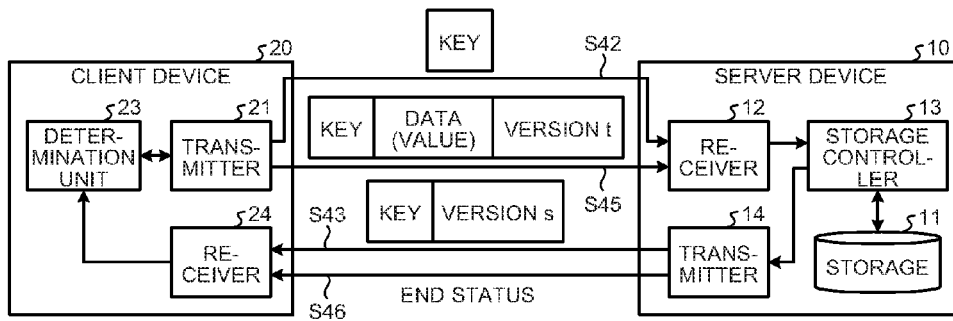 KEY
20
S42
10
CLIENT DEVICE
SERVER DEVICE
23
21
12
13
DETER-
MINATION
UNIT
TRANS-
MITTER
KEY
DATA
(VALUE)
VERSION t
RE-
CEIVER
STORAGE
CONTROL-
LER
S45
24
S43
KEY
VERSION s
14
11
RE-
CEIVER
TRANS-
MITTER
STORAGE
S46
END STATUS